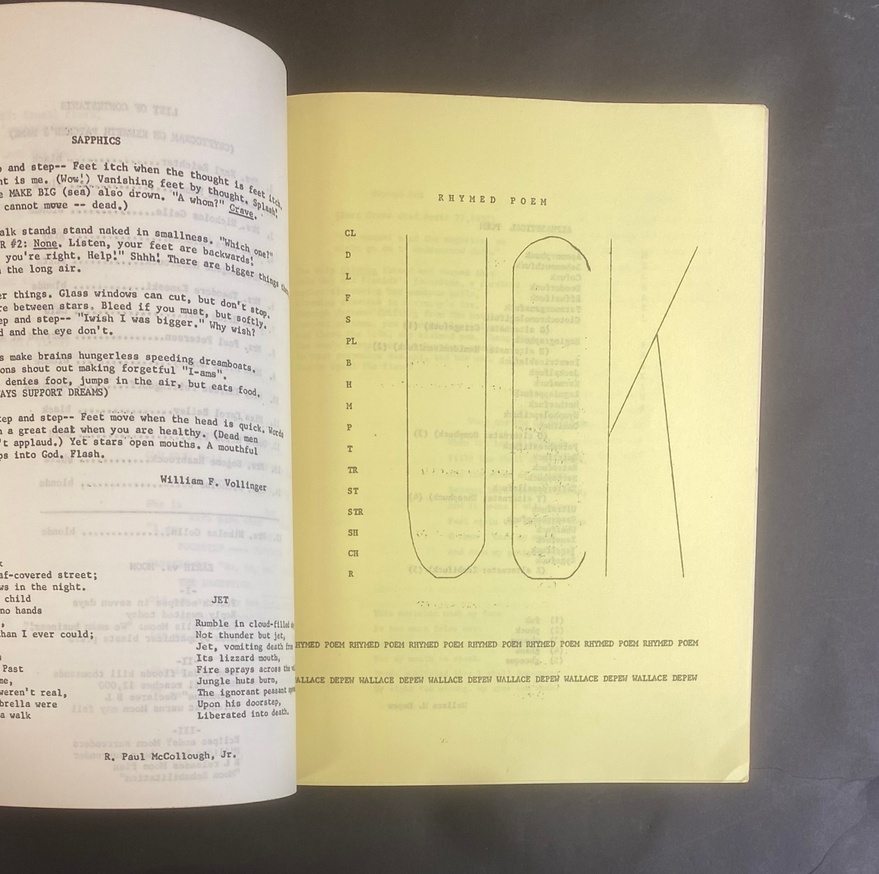 SAPPHICS
and step-- Feet itch when the thought is feet itch,
nt is me. (Wow!) Vanishing feet by thought. Splash!
e MAKE BIG (sea) also drown. "A whom?" Crave.
cannot move -- dead.)
alk stands stand naked in smallness. "Which one?"
R #2: None. Listen, your feet are backwards!
you're right. Help!" Shhh! There are bigger things
the long air.
er things. Glass windows can cut, but don't stop.
re between stars. Bleed if you must, but softly.
ep and step-- "Iwish I was bigger." Why wish?
d and the eye don't.
s make brains hungerless speeding dreamboats.
ons shout out making forgetful "I-ams".
denies foot, jumps in the air, but eats food,
AYS SUPPORT DREAMS)
tep and step-- Feet move when the head is quick. Words
a great deat when you are healthy. (Dead men
't applaud.) Yet stars open mouths. A mouthful
ps into God. Flash.
William F. Vollinger
af-covered street;
ws in the night.
child
no hands
,
han I ever could;
Past
me,
weren't real,
brella were
a walk
JET
Rumble in cloud-filled
Not thunder but jet,
Jet, vomiting death from
Its lizzard mouth,
Fire sprays across the
Jungle huts burn,
The ignorant peasant
Upon his doorstep,
Liberated into death.
R. Paul McCollough, Jr.
RHYMED POEM
CL
D
L
F
S
PL
B
H
M
P
T
TR
ST
STR
SH
CH
R
UCK
HYMED POEM RHYMED POEM RHYMED POEM RHYMED POEM RHYMED POEM RHYMED POEM RHYMED POEM
ALLACE DEPEW WALLACE DEPEW WALLACE DEPEW WALLACE DEPEW WALLACE DEPEW WALLACE DEPEW